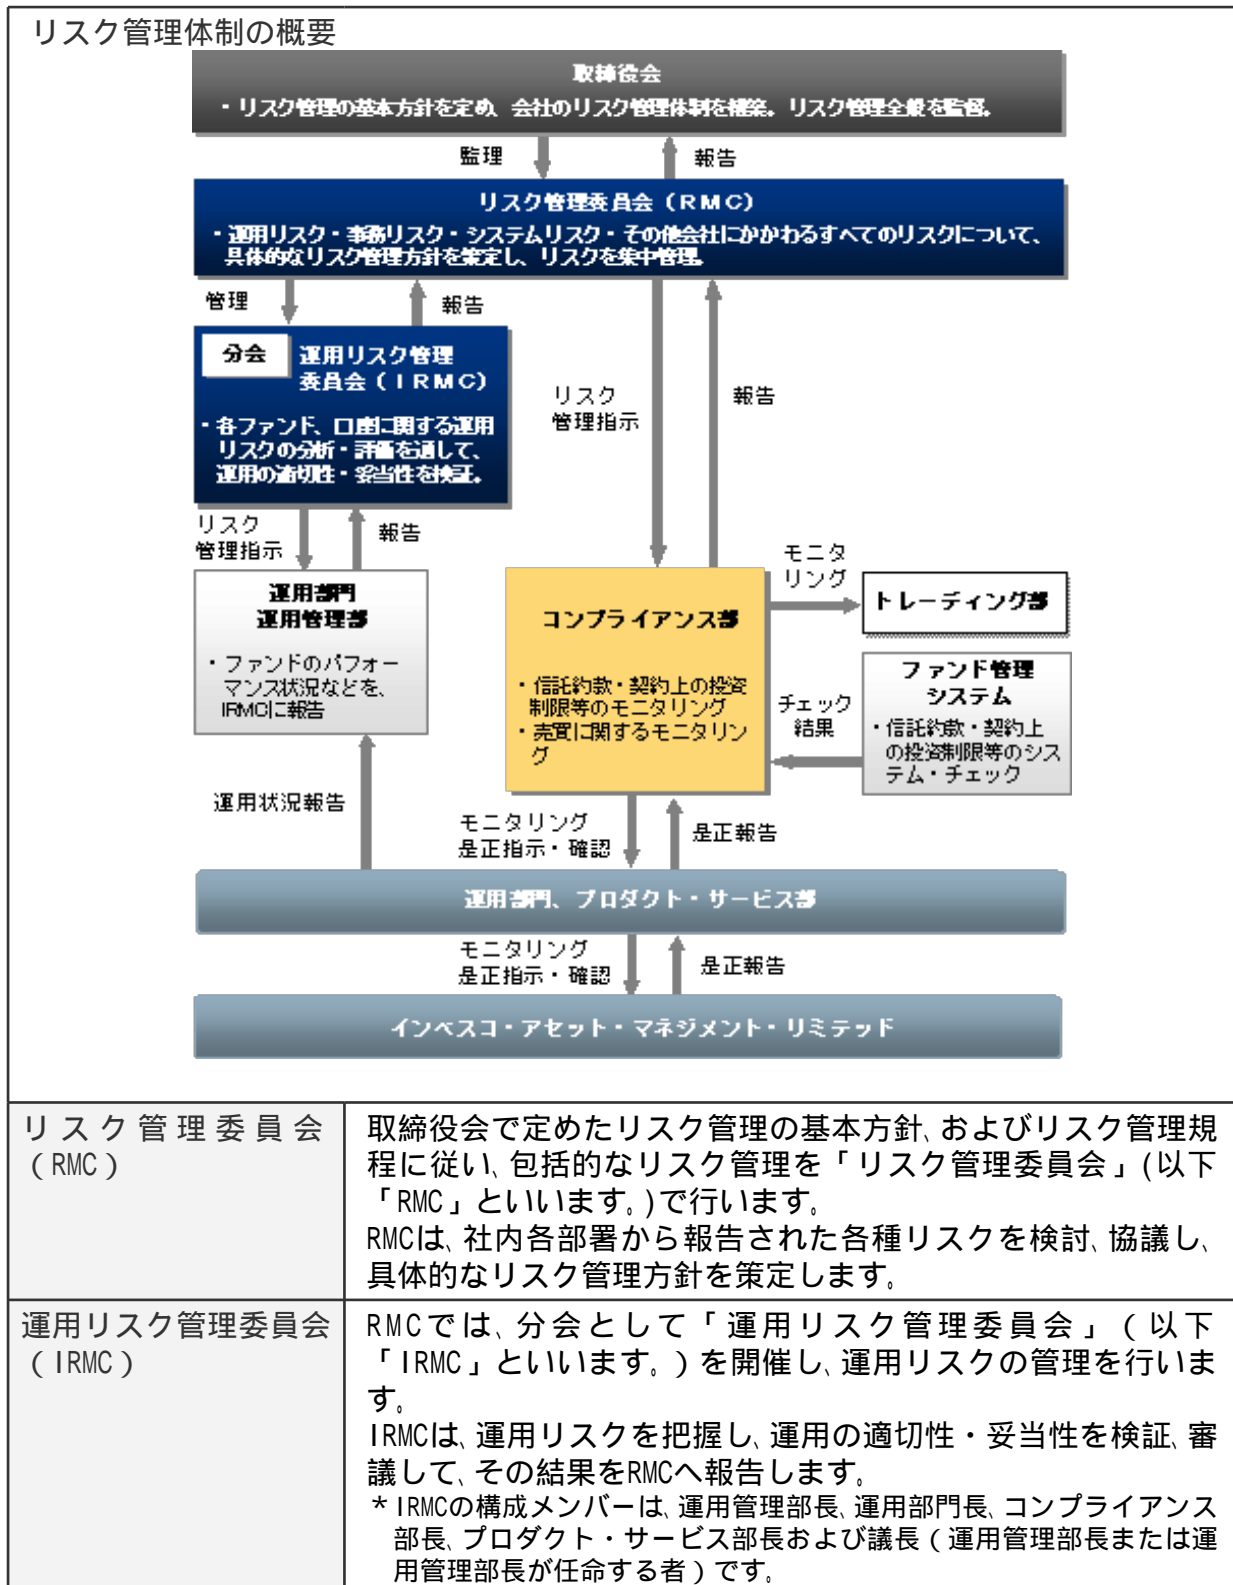 リスク管理体制の概要
取締役会
・リスク管理の基本方針を定め、会社のリスク管理体制を構築。リスク管理全般を監督。
監理
報告
リスク管理委員会（RMC）
・運用リスク・事務リスク・システムリスク・その他会社にかかわるすべてのリスクについて、
具体的なリスク管理方針を策定し、リスクを集中管理。
管理
報告
分会
運用リスク管理
委員会（IRMC）
・各ファンド、口座に関する運用
リスクの分析・評価を通して、
運用の適切性・妥当性を検証。
リスク
管理指示
報告
リスク
管理指示
報告
運用部門
運用管理部
・ファンドのパフォー
マンス状況などを、
IRMCに報告
コンプライアンス部
・信託約款・契約上の投資
制限等のモニタリング
・売買に関するモニタリン
グ
モニタ
リング
トレーディング部
ファンド管理
システム
・信託約款・契約上
の投資制限等のシス
テム・チェック
チェック
結果
運用状況報告
モニタリング
是正指示・確認
是正報告
運用部門、プロダクト・サービス部
モニタリング
是正指示・確認
是正報告
インベスコ・アセット・マネジメント・リミテッド
リスク管理委員会
（RMC）
取締役会で定めたリスク管理の基本方針、およびリスク管理規
程に従い、包括的なリスク管理を「リスク管理委員会」(以下
「RMC」といいます。)で行います。
RMCは、社内各部署から報告された各種リスクを検討、協議し、
具体的なリスク管理方針を策定します。
運用リスク管理委員会
（IRMC）
RMCでは、分会として「運用リスク管理委員会」（以下
「IRMC」といいます。）を開催し、運用リスクの管理を行いま
す。
IRMCは、運用リスクを把握し、運用の適切性・妥当性を検証、審
議して、その結果をRMCへ報告します。
＊IRMCの構成メンバーは、運用管理部長、運用部門長、コンプライアンス
部長、プロダクト・サービス部長および議長（運用管理部長または運
用管理部長が任命する者）です。